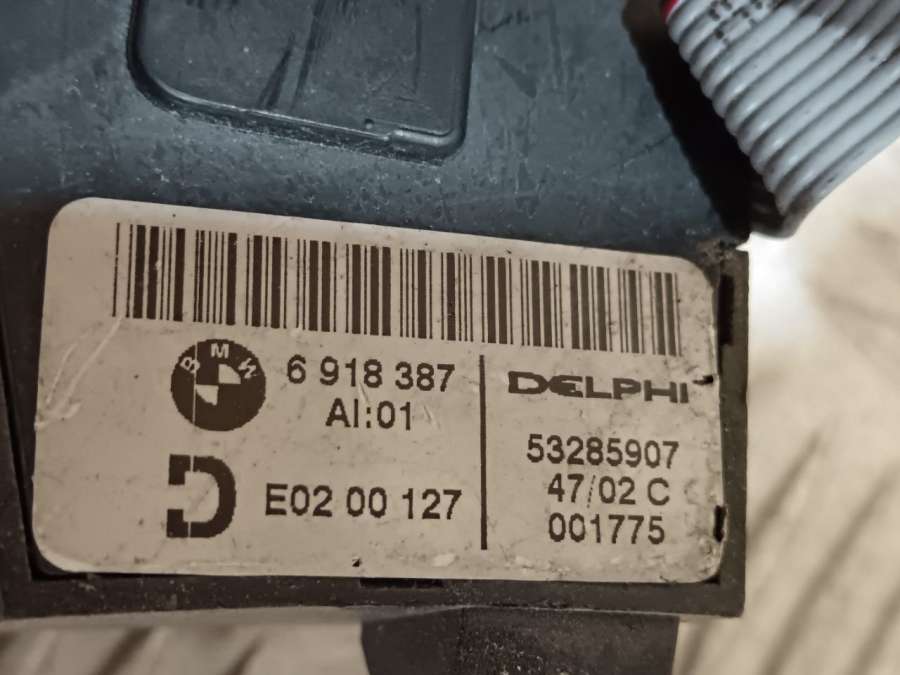 BMW
6 918 387
AI:01
E02 00 127
DELPHI
53285907
47/02 C
001775